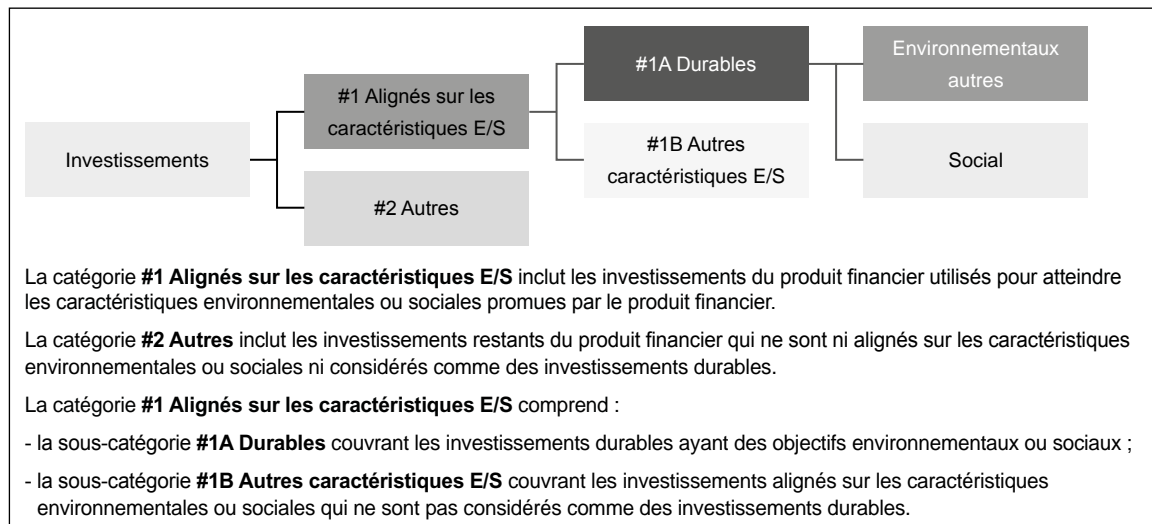 Investissements
#1 Alignés sur les
caractéristiques E/S
#2 Autres
#1A Durables
#1B Autres
caractéristiques E/S
Environnementaux
autres
Social
La catégorie #1 Alignés sur les caractéristiques E/S inclut les investissements du produit financier utilisés pour atteindre
les caractéristiques environnementales ou sociales promues par le produit financier.
La catégorie #2 Autres inclut les investissements restants du produit financier qui ne sont ni alignés sur les caractéristiques
environnementales ou sociales ni considérés comme des investissements durables.
La catégorie #1 Alignés sur les caractéristiques E/S comprend :
- la sous-catégorie #1A Durables couvrant les investissements durables ayant des objectifs environnementaux ou sociaux ;
- la sous-catégorie #1B Autres caractéristiques E/S couvrant les investissements alignés sur les caractéristiques
environnementales ou sociales qui ne sont pas considérés comme des investissements durables.